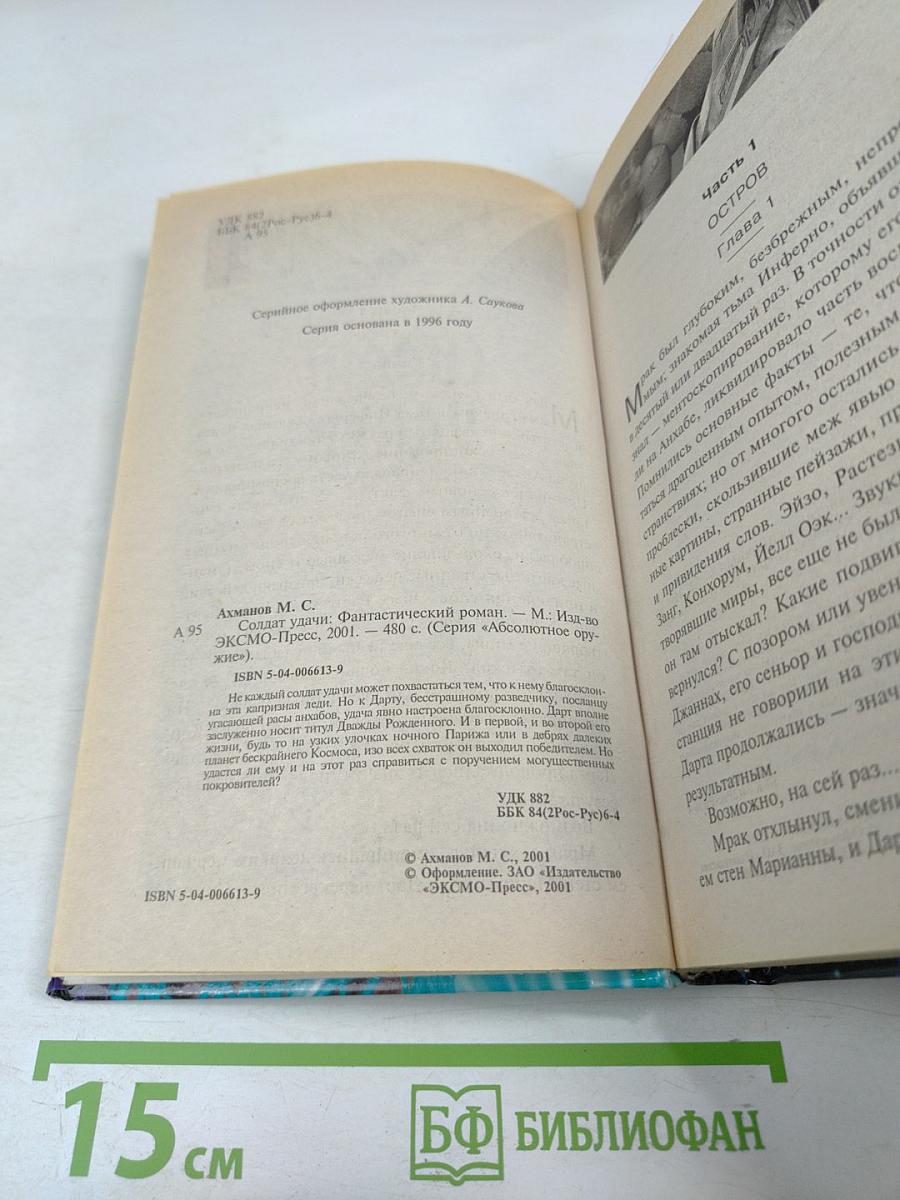 УДК 882
ББК 84(2Рос-Рус)6-4
А 95
Серийное оформление художника А. Саукова
Серия основана в 1996 году
Ахманов М. С.
А 95 Солдат удачи: Фантастический роман. — М.: Изд-во
ЭКСМО-Пресс, 2001. — 480 с. (Серия «Абсолютное ору-
жие»).
ISBN 5-04-006613-9
Не каждый солдат удачи может похвастаться тем, что к нему благосклон-
на эта капризная леди. Но к Дарту, бесстрашному разведчику, посланцу
угасающей расы анхабов, удача явно настроена благосклонно. Дарт вполне
заслуженно носит титул Дважды Рожденного. И в первой, и во второй его
жизни, будь то на узких улочках ночного Парижа или в дебрях далеких
планет бескрайнего Космоса, изо всех схваток он выходил победителем. Но
удастся ли ему и на этот раз справиться с поручением могущественных
покровителей?
УДК 882
ББК 84(2Рос-Рус)6-4
© Ахманов М. С., 2001
© Оформление. ЗАО «Издательство
«ЭКСМО-Пресс», 2001
ISBN 5-04-006613-9
Часть 1
ОСТРОВ
Глава 1
Мрак был глубоким, безбрежным, непро
мым; знакомая тьма Инферно, объявш
в десятый или двадцатый раз. В точности о
знал — ментоскопирование, которому его
ли на Анхабе, ликвидировало часть вос
Помнились основные факты — те, что
таться драгоценным опытом, полезным
странствиях; но от многого остались
проблески, скользившие меж явью
ные картины, странные пейзажи, пр
и привидения слов. Эйзо, Растез
Занг, Конхорум, Йелл Оэк... Звук
творявшие миры, все еще не был
он там отыскал? Какие подви
вернулся? С позором или увен
Джаннах, его сеньор и господ
станция не говорили на эти
Дарта продолжались — знач
результатным.
Возможно, на сей раз...
Мрак отхлынул, смени
ем стен Марианны, и Дар
15 см
БФ БИБЛИОФАН